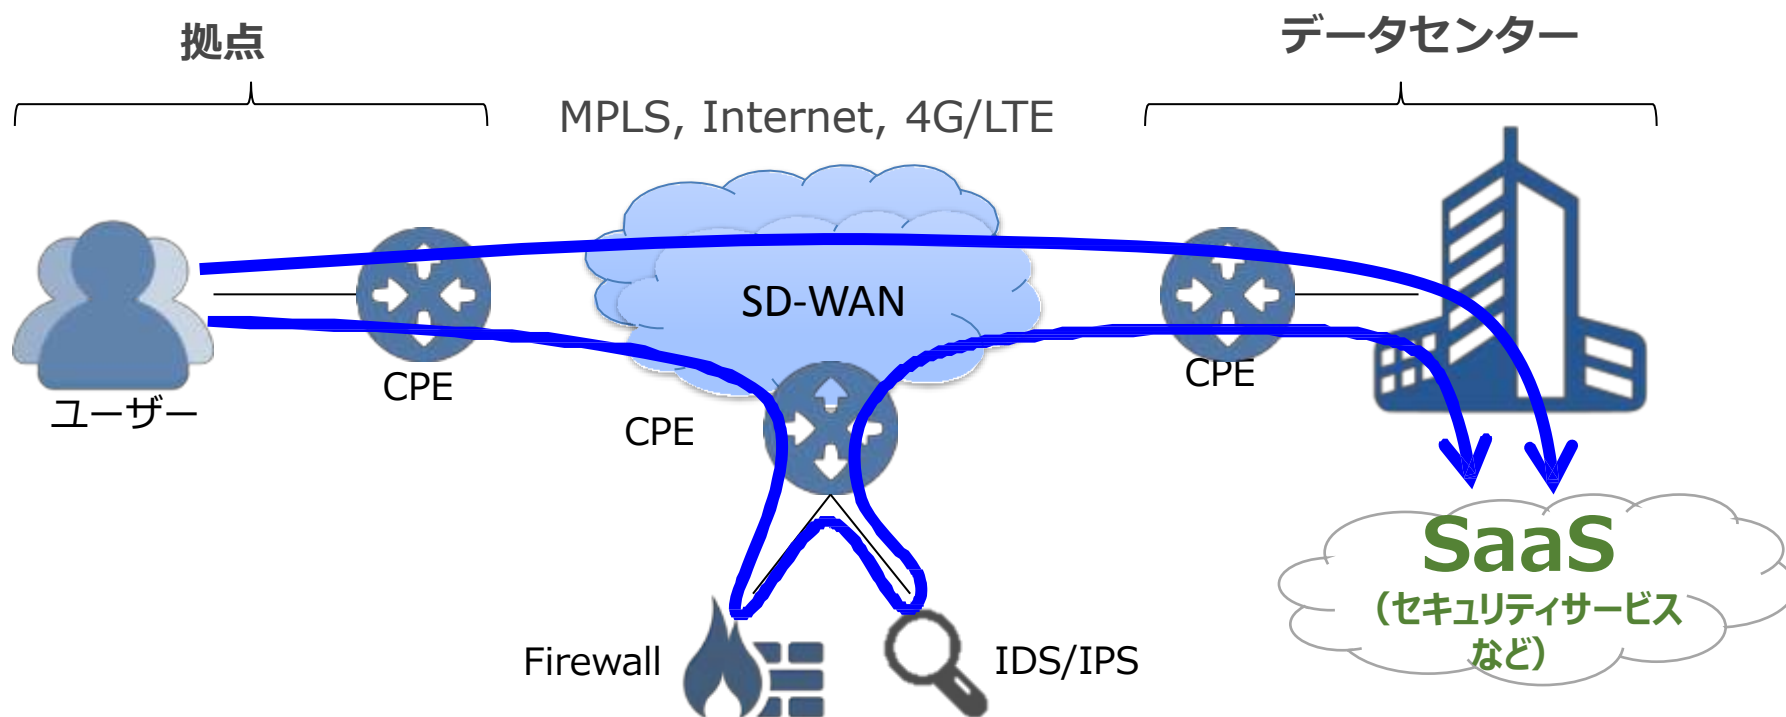 拠点
データセンター
MPLS, Internet, 4G/LTE
SD-WAN
CPE
CPE
ユーザー
CPE
SaaS
（セキュリティサービス
など）
Firewall
IDS/IPS